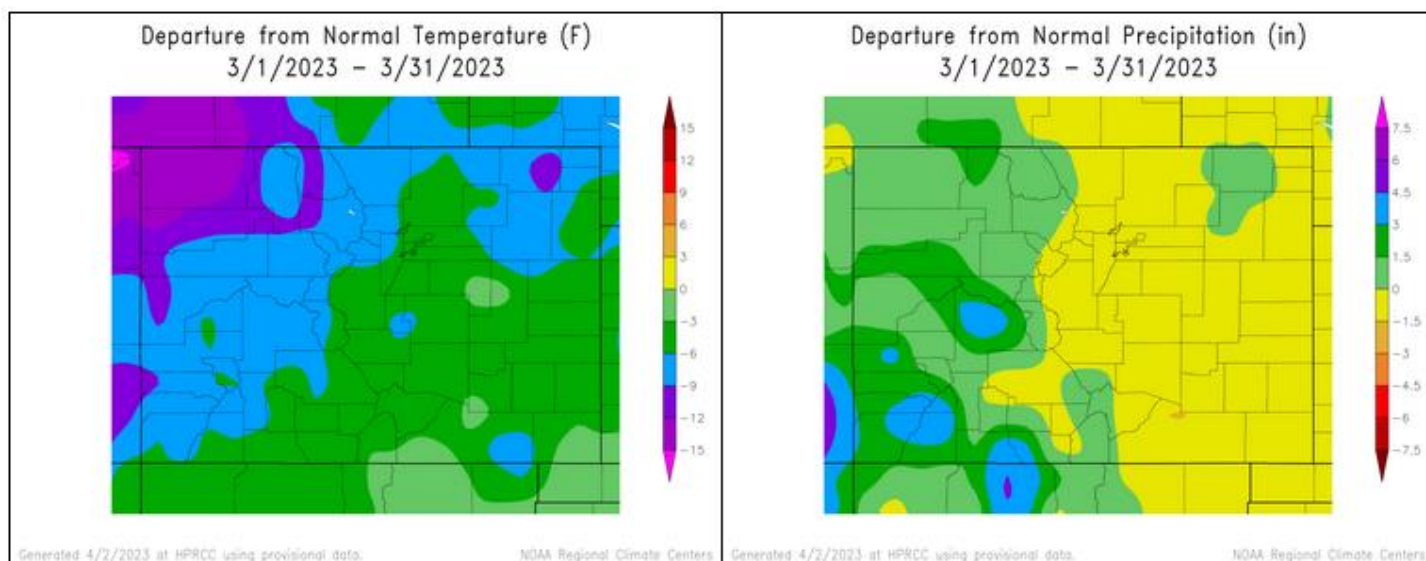 Departure from Normal Temperature (F)
3/1/2023 – 3/31/2023
15
12
9
6
3
0
-3
-6
-9
-12
-15
Generated 4/2/2023 at HPRCC using provisional data.
NOAA Regional Climate Centers
Departure from Normal Precipitation (in)
3/1/2023 – 3/31/2023
7.5
6
4.5
3
1.5
0
-1.5
-3
-4.5
-6
-7.5
Generated 4/2/2023 at HPRCC using provisional data.
NOAA Regional Climate Centers